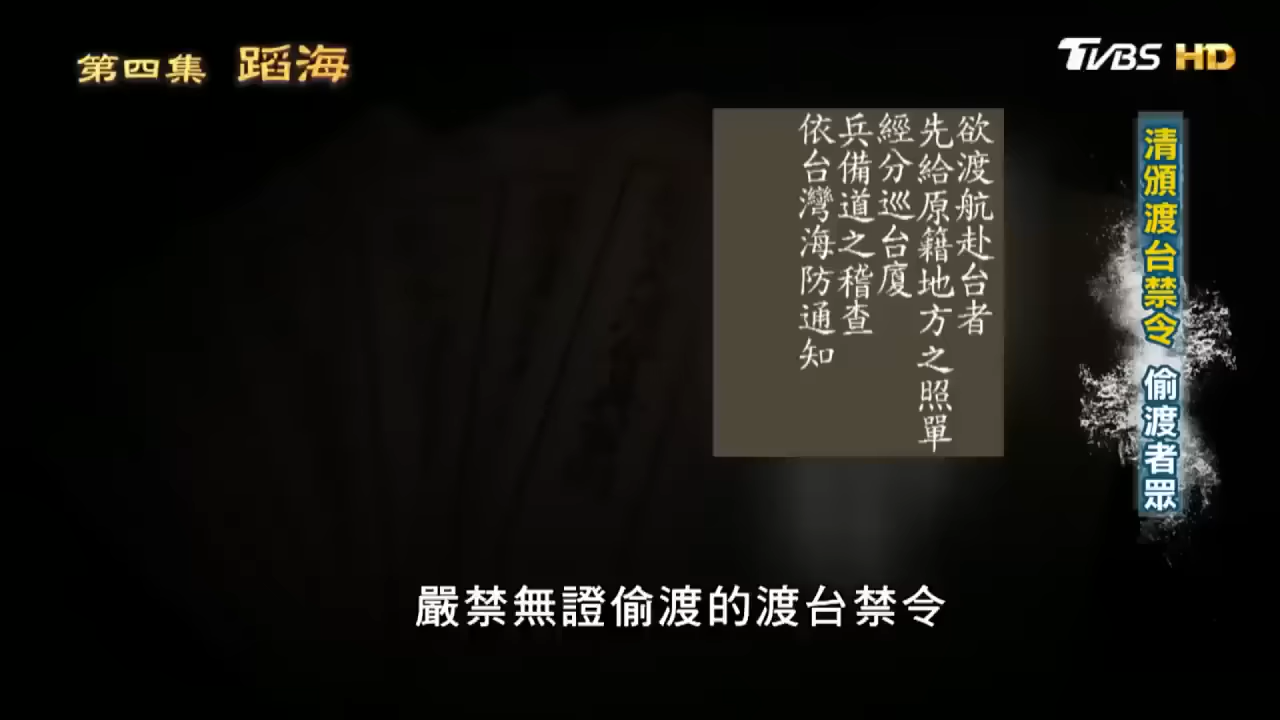 第四集 蹈海
TVBS HD
欲渡航赴台者
先給原籍地方之照單
經分巡台廈
兵備道之稽查
依台灣海防通知
清頒渡台禁令 偷渡者眾
嚴禁無證偷渡的渡台禁令